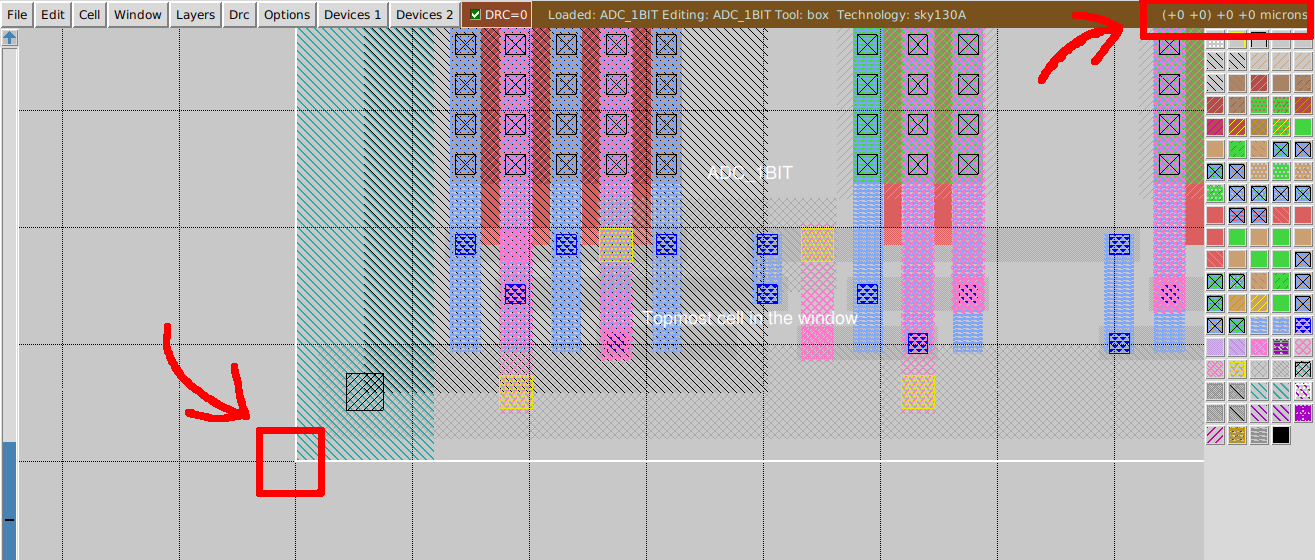 File Edit Cell Window Layers Drc Options Devices 1 Devices 2 DRC=0 Loaded: ADC_1BIT Editing: ADC_1BIT Tool: box Technology: sky130A (+0 +0) +0 +0 microns
ADC_1BIT
Topmost cell in the window